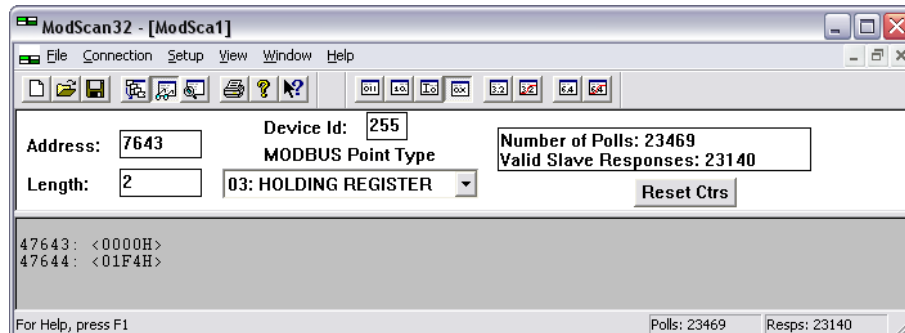 ModScan32 - [ModSca1]
File Connection Setup View Window Help
Address: 7643
Device Id: 255
MODBUS Point Type
Length: 2
03: HOLDING REGISTER
Number of Polls: 23469
Valid Slave Responses: 23140
Reset Ctrs
47643: <0000H>
47644: <01F4H>
For Help, press F1
Polls: 23469
Resps: 23140